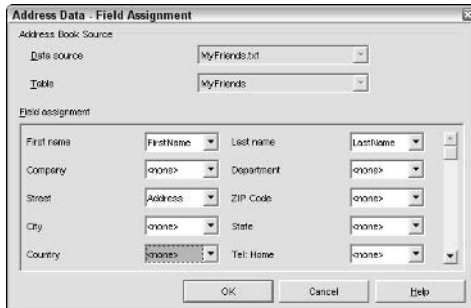 Address Data - Field Assignment
Address Book Source
Data source MyFriends.txt
Table MyFriends
Field assignment
First name FirstName Last name LastName
Company <none> Department <none>
Street Address ZIP Code <none>
City <none> State <none>
Country <none> Tel: Home <none>
OK Cancel Help